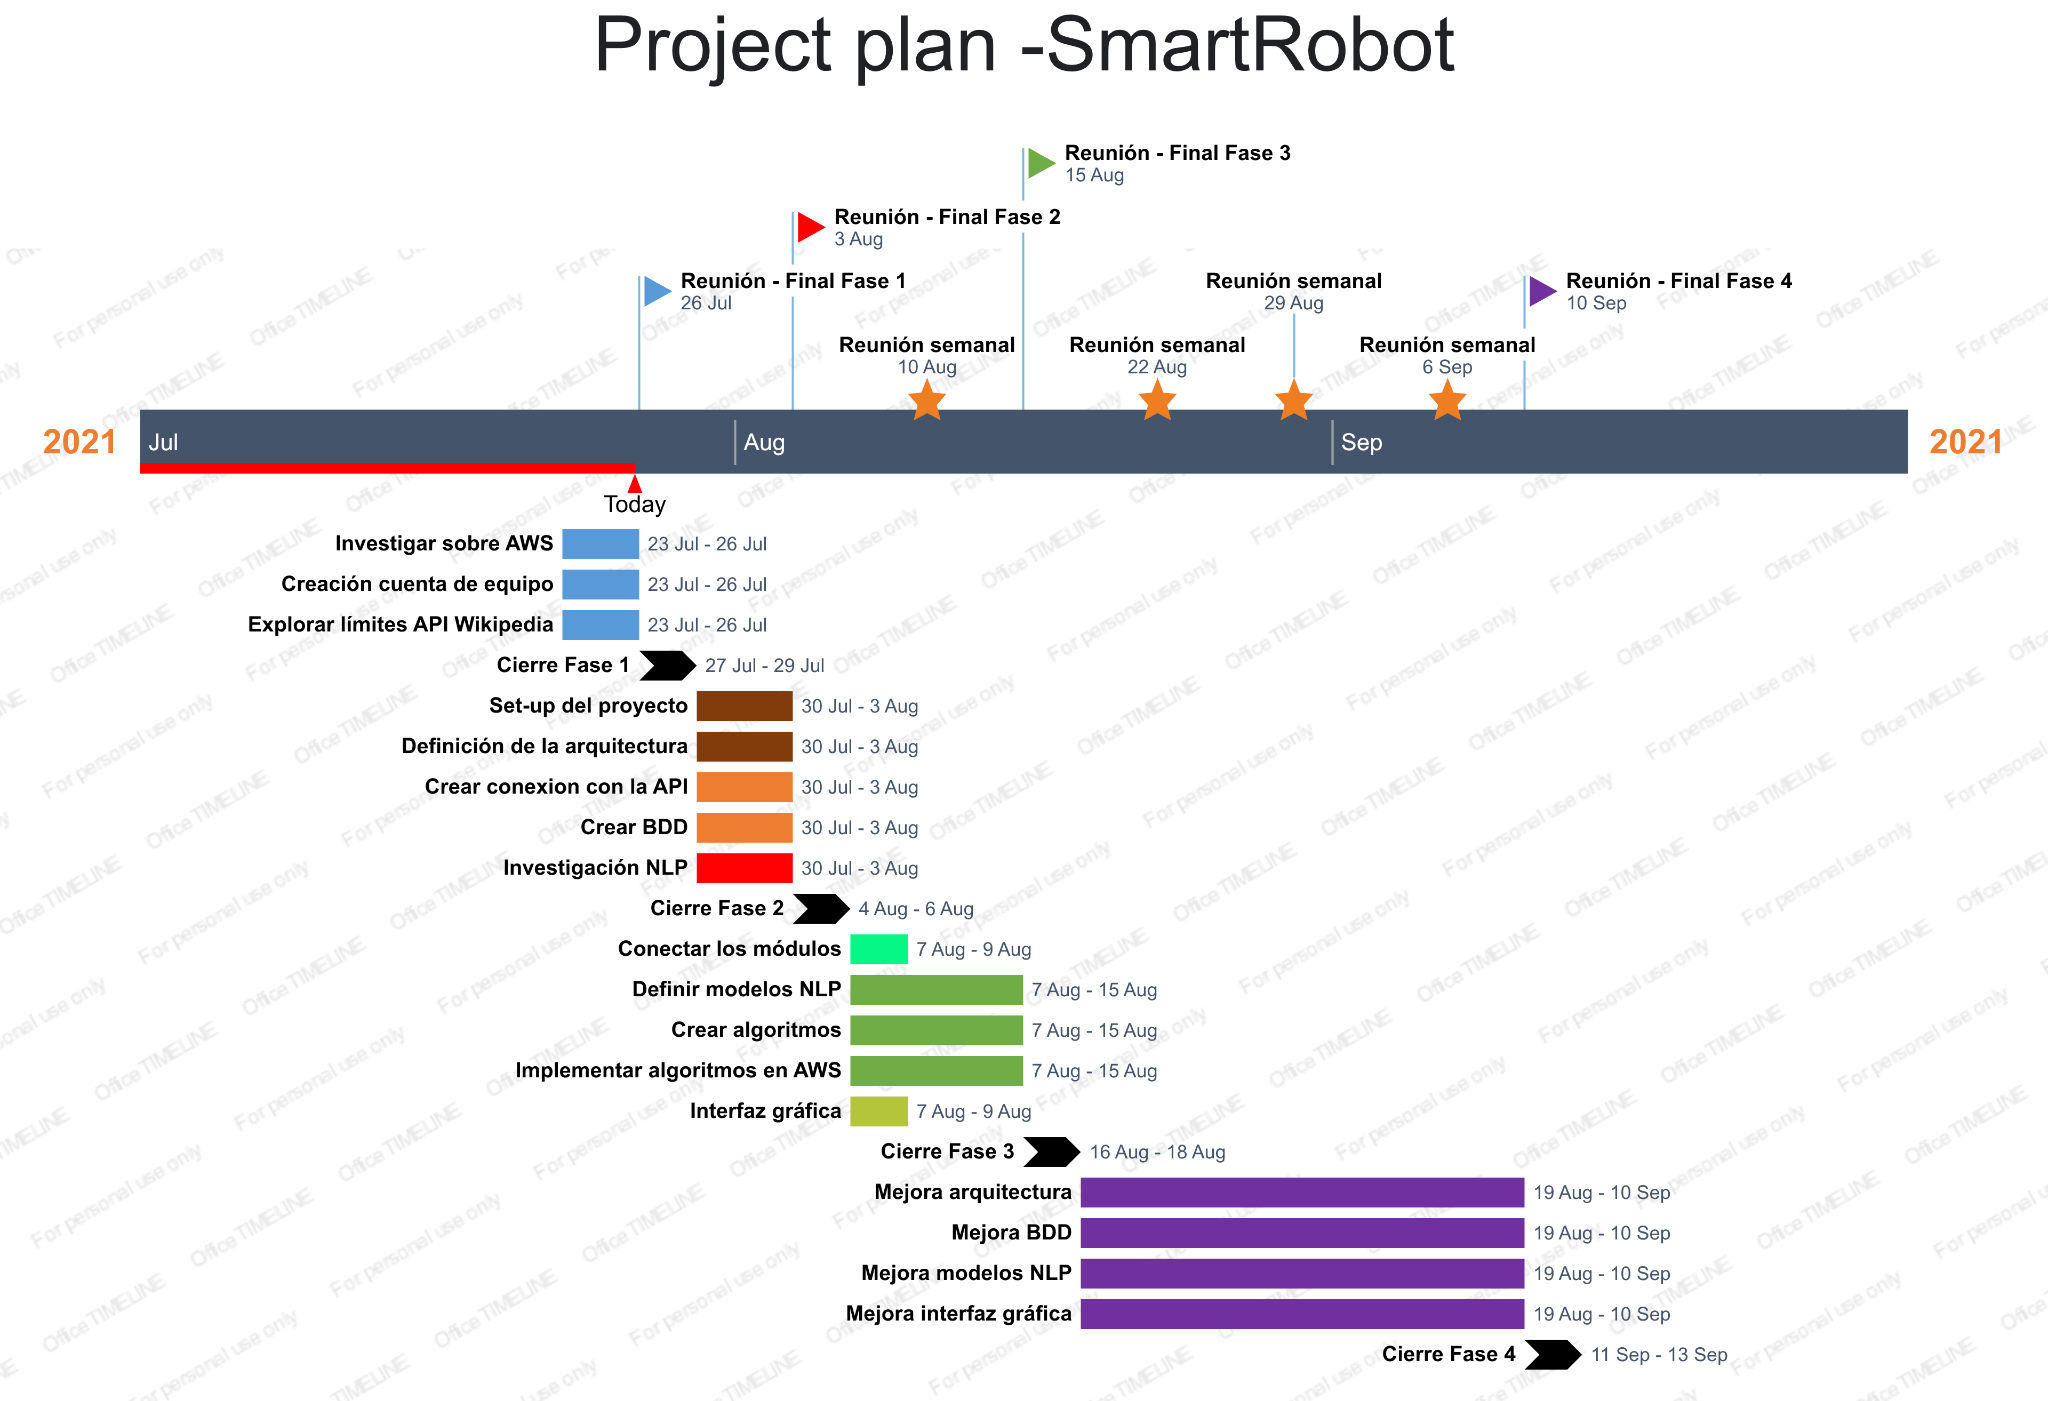 Project plan -SmartRobot
Reunión - Final Fase 3
15 Aug
Reunión - Final Fase 2
3 Aug
Reunión - Final Fase 1
26 Jul
Reunión semanal
29 Aug
Reunión - Final Fase 4
10 Sep
Reunión semanal
10 Aug
Reunión semanal
22 Aug
Reunión semanal
6 Sep
2021
Jul
Aug
Sep
2021
Today
Investigar sobre AWS 23 Jul - 26 Jul
Creación cuenta de equipo 23 Jul - 26 Jul
Explorar límites API Wikipedia 23 Jul - 26 Jul
Cierre Fase 1 27 Jul - 29 Jul
Set-up del proyecto 30 Jul - 3 Aug
Definición de la arquitectura 30 Jul - 3 Aug
Crear conexion con la API 30 Jul - 3 Aug
Crear BDD 30 Jul - 3 Aug
Investigación NLP 30 Jul - 3 Aug
Cierre Fase 2 4 Aug - 6 Aug
Conectar los módulos 7 Aug - 9 Aug
Definir modelos NLP 7 Aug - 15 Aug
Crear algoritmos 7 Aug - 15 Aug
Implementar algoritmos en AWS 7 Aug - 15 Aug
Interfaz gráfica 7 Aug - 9 Aug
Cierre Fase 3 16 Aug - 18 Aug
Mejora arquitectura 19 Aug - 10 Sep
Mejora BDD 19 Aug - 10 Sep
Mejora modelos NLP 19 Aug - 10 Sep
Mejora interfaz gráfica 19 Aug - 10 Sep
Cierre Fase 4 11 Sep - 13 Sep
Office TIMELINE
For personal use only